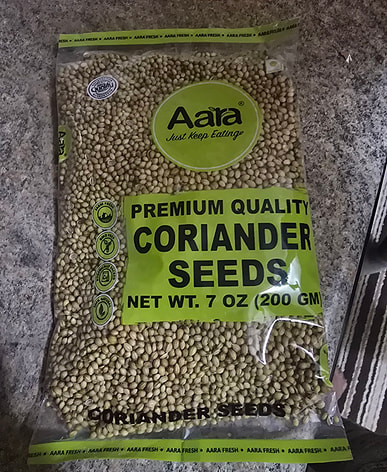 AARA FRESH AARA FRESH AARA FRESH AARA FRESH AARA FRESH
Aara
Just Keep Eating
Aara
PREMIUM QUALITY
CORIANDER
SEEDS
NET WT. 7 OZ (200 GM)
CORIANDER SEEDS
AARA FRESH AARA FRESH AARA FRESH AARA FRESH AARA FRESH